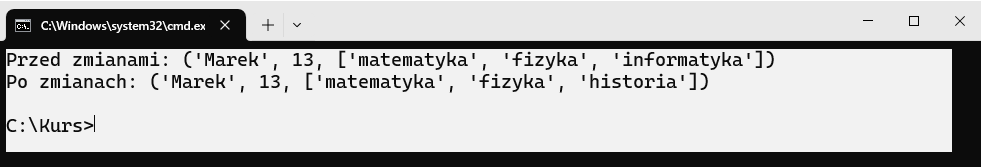 C:\Windows\system32\cmd.ex
Przed zmianami: ('Marek', 13, ['matematyka', 'fizyka', 'informatyka'])
Po zmianach: ('Marek', 13, ['matematyka', 'fizyka', 'historia'])
C:\Kurs>